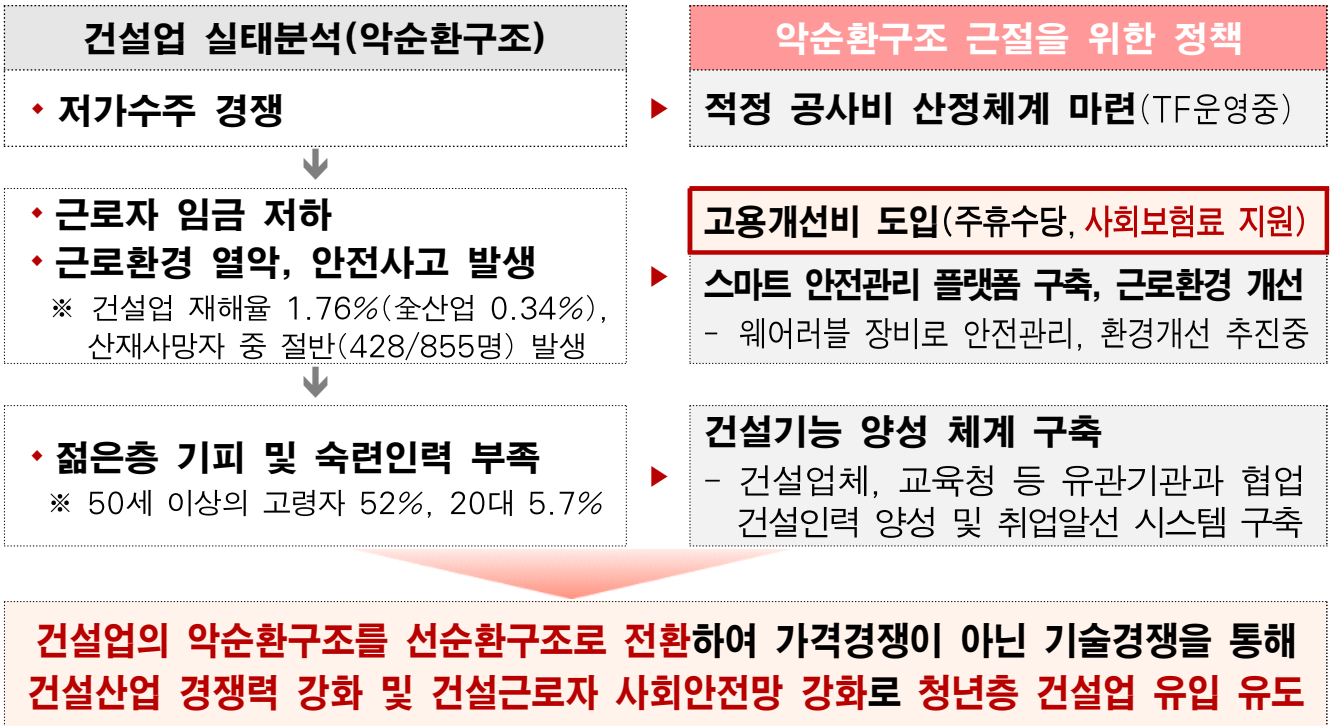 건설업 실태분석(악순환구조)
악순환구조 근절을 위한 정책
◆ 저가수주 경쟁
▶
적정 공사비 산정체계 마련(TF운영중)
◆ 근로자 임금 저하
◆ 근로환경 열악, 안전사고 발생
※ 건설업 재해율 1.76%(全산업 0.34%),
산재사망자 중 절반(428/855명) 발생
▶
고용개선비 도입(주휴수당, 사회보험료 지원)
스마트 안전관리 플랫폼 구축, 근로환경 개선
- 웨어러블 장비로 안전관리, 환경개선 추진중
◆ 젊은층 기피 및 숙련인력 부족
※ 50세 이상의 고령자 52%, 20대 5.7%
▶
건설기능 양성 체계 구축
- 건설업체, 교육청 등 유관기관과 협업
건설인력 양성 및 취업알선 시스템 구축
건설업의 악순환구조를 선순환구조로 전환하여 가격경쟁이 아닌 기술경쟁을 통해
건설산업 경쟁력 강화 및 건설근로자 사회안전망 강화로 청년층 건설업 유입 유도